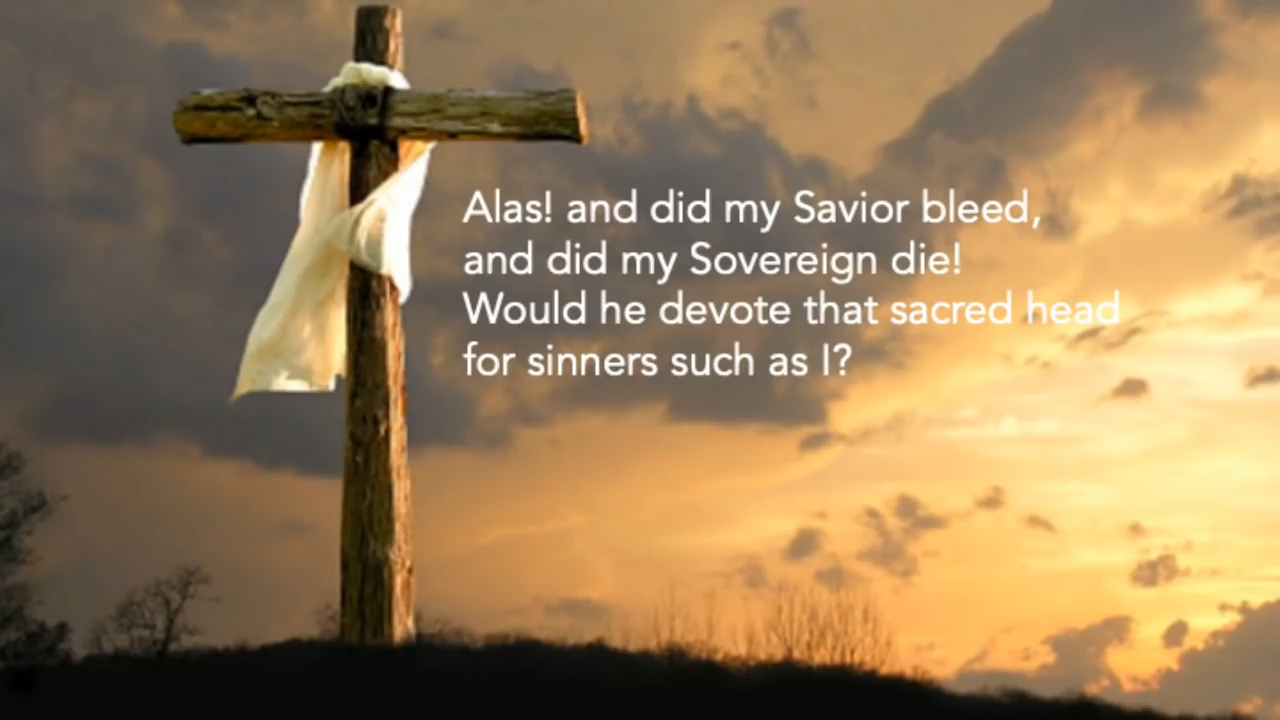 Alas! and did my Savior bleed,
and did my Sovereign die!
Would he devote that sacred head
for sinners such as I?